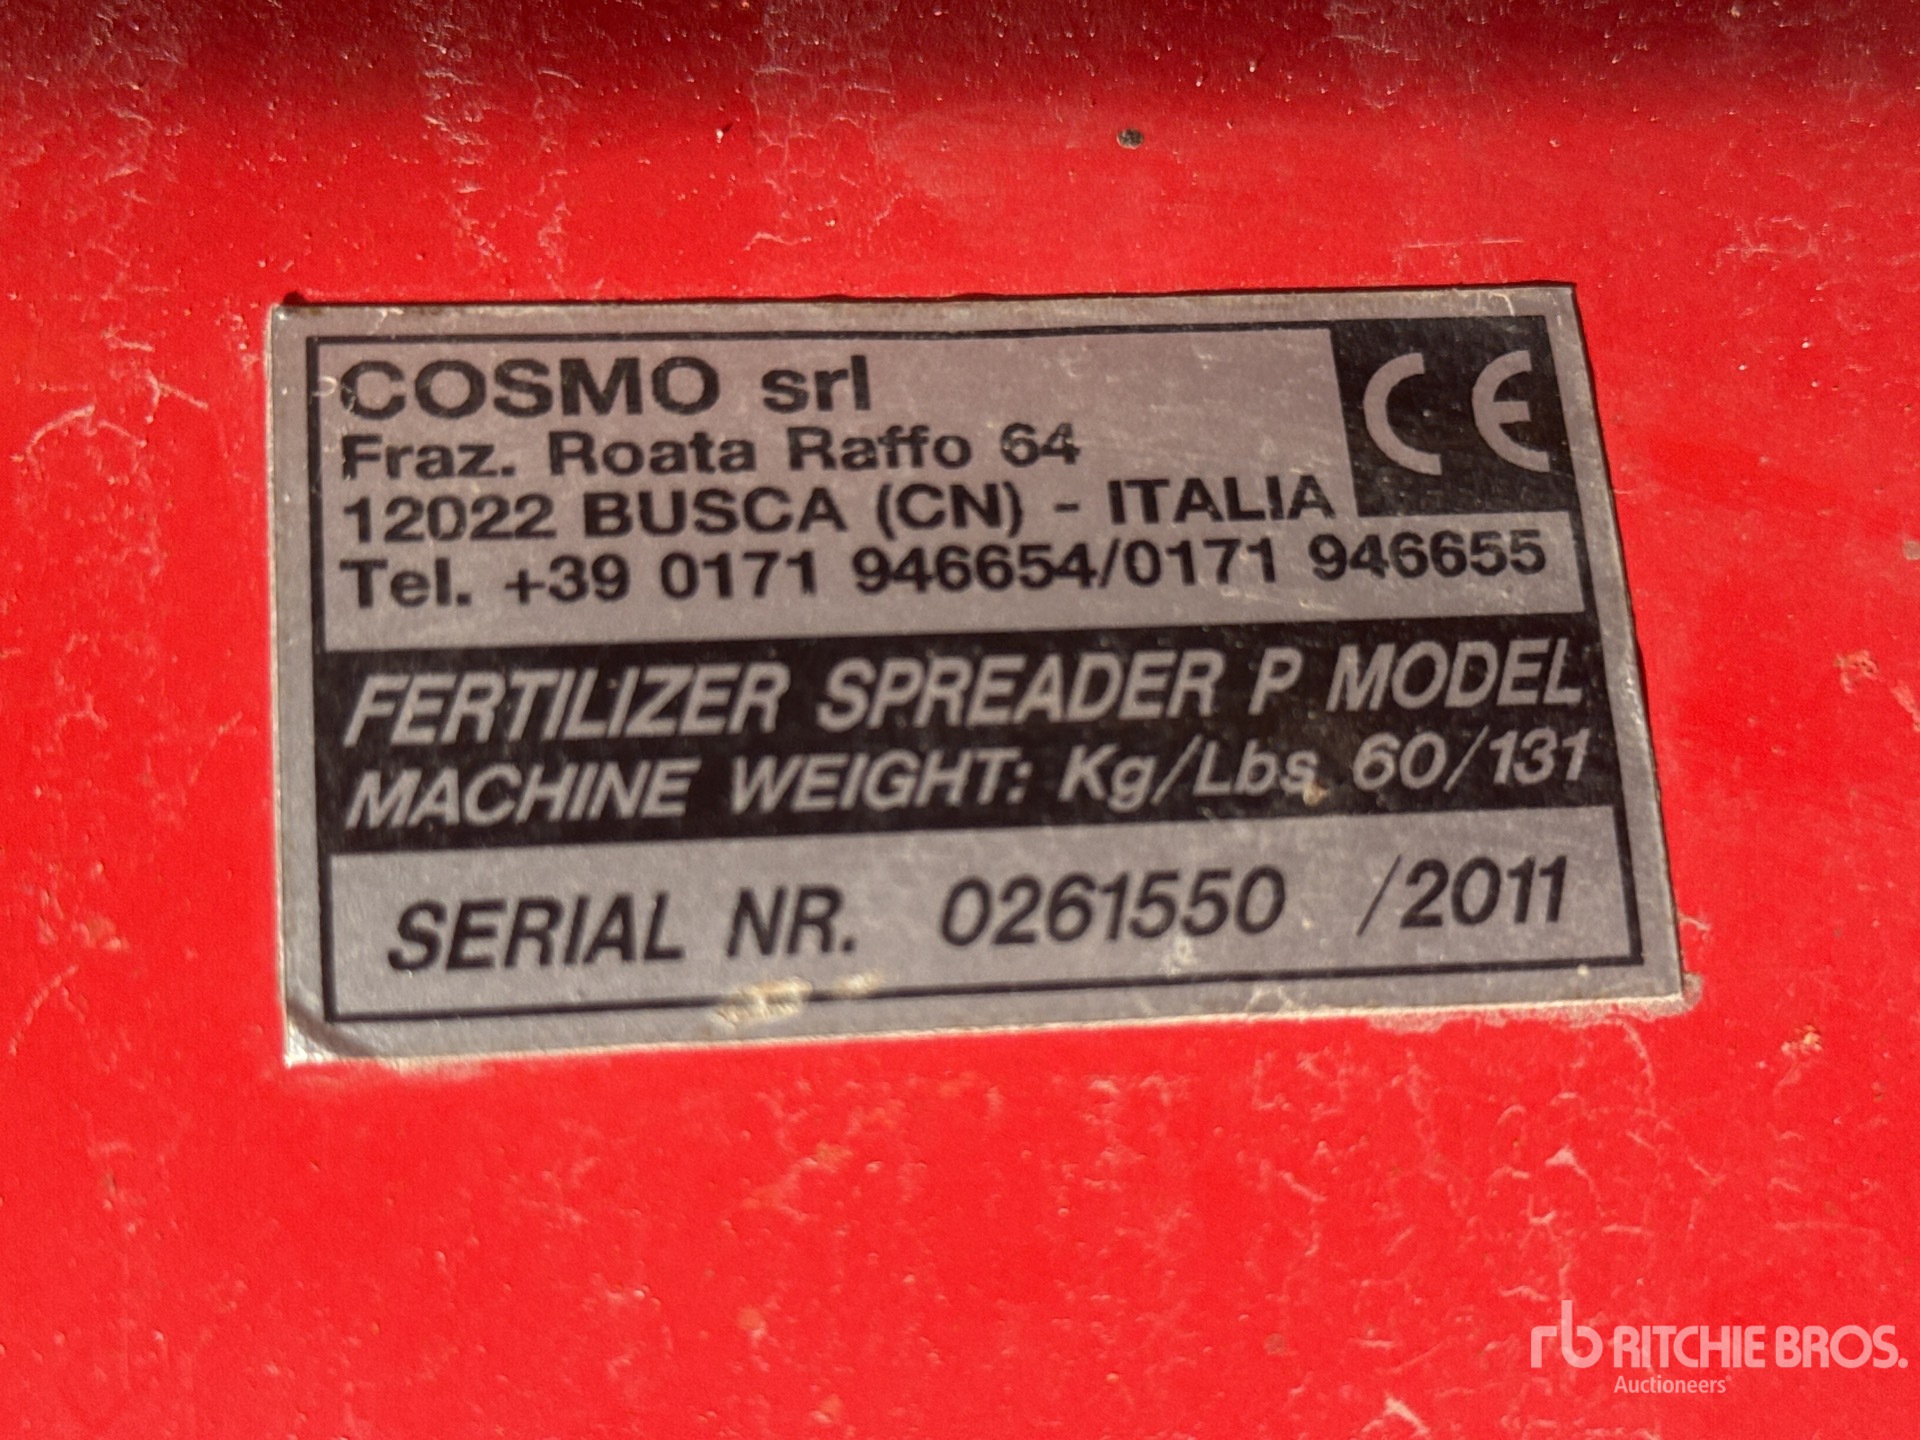 COSMO srl
Fraz. Roata Raffo 64
12022 BUSCA (CN) - ITALIA
Tel. +39 0171 946654/0171 946655
CE
FERTILIZER SPREADER P MODEL
MACHINE WEIGHT: Kg/Lbs 60/131
SERIAL NR. 0261550 /2011
rb RITCHIE BROS.
Auctioneers